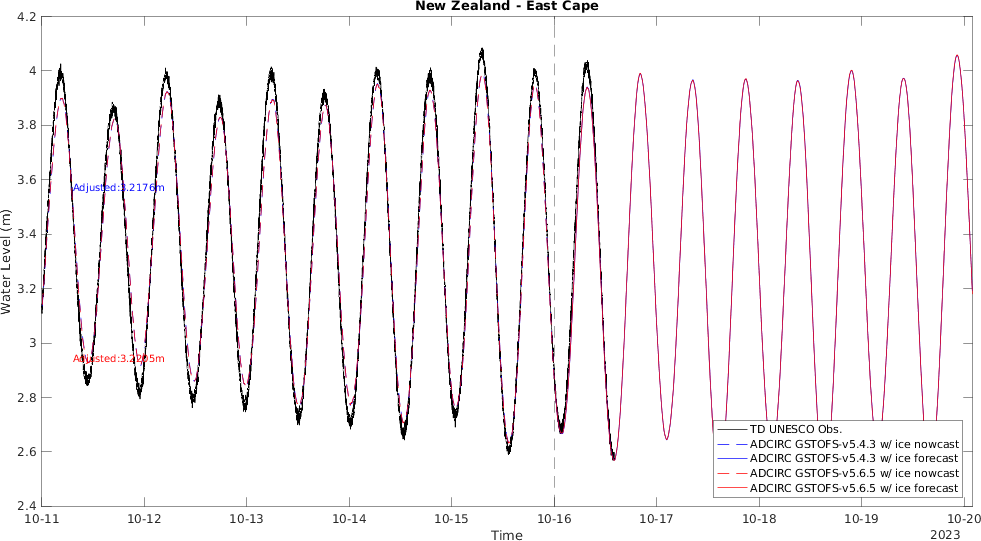 New Zealand - East Cape
4.2
4
3.8
3.6
3.4
3.2
3
2.8
2.6
2.4
Water Level (m)
Adjusted:3.2176m
Adjusted:3.2205m
TD UNESCO Obs.
ADCIRC GSTOFS-v5.4.3 w/ ice nowcast
ADCIRC GSTOFS-v5.4.3 w/ ice forecast
ADCIRC GSTOFS-v5.6.5 w/ ice nowcast
ADCIRC GSTOFS-v5.6.5 w/ ice forecast
10-11 10-12 10-13 10-14 10-15 10-16 10-17 10-18 10-19 10-20
Time
2023